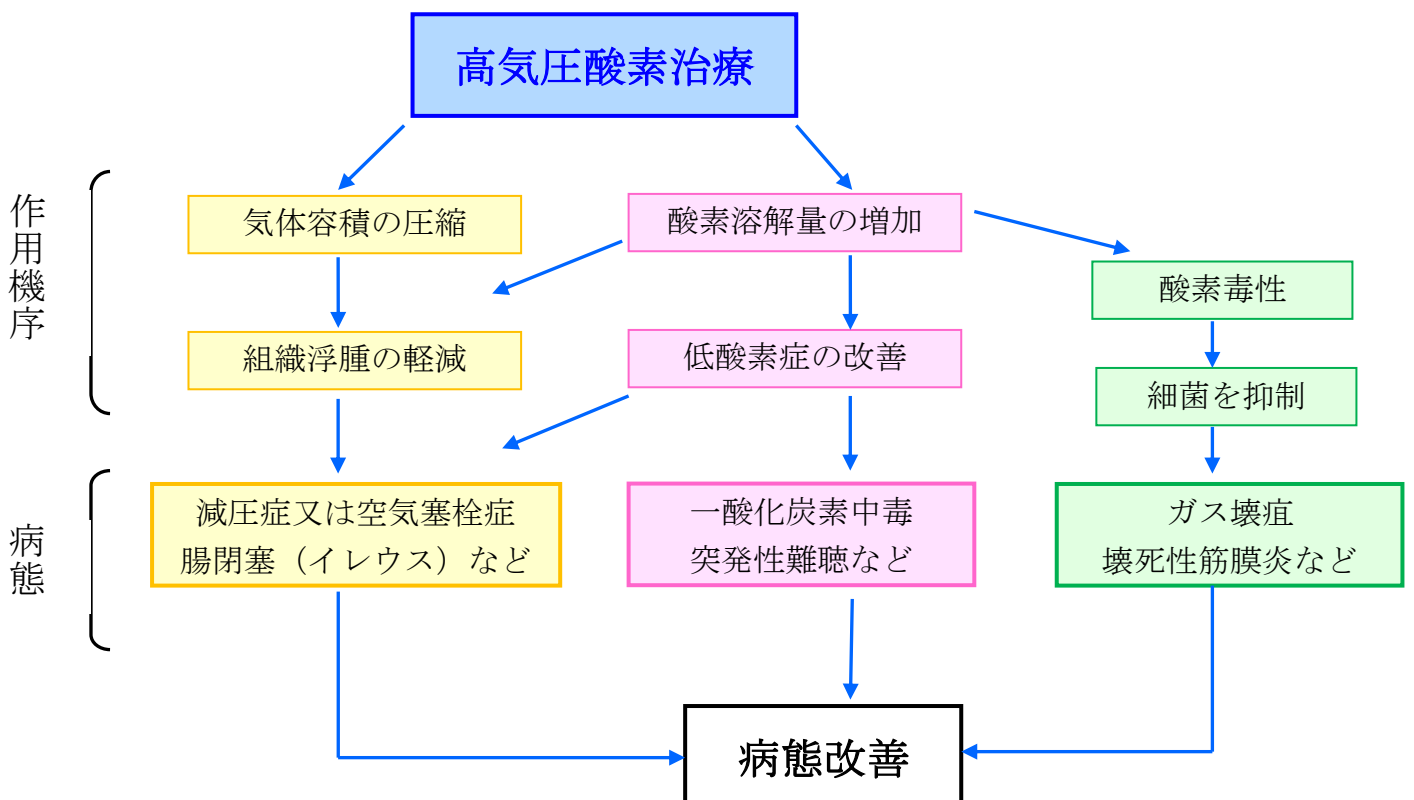 高気圧酸素治療
作用機序
気体容積の圧縮
酸素溶解量の増加
酸素毒性
組織浮腫の軽減
低酸素症の改善
細菌を抑制
病態
減圧症又は空気塞栓症
腸閉塞（イレウス）など
一酸化炭素中毒
突発性難聴など
ガス壊疽
壊死性筋膜炎など
病態改善